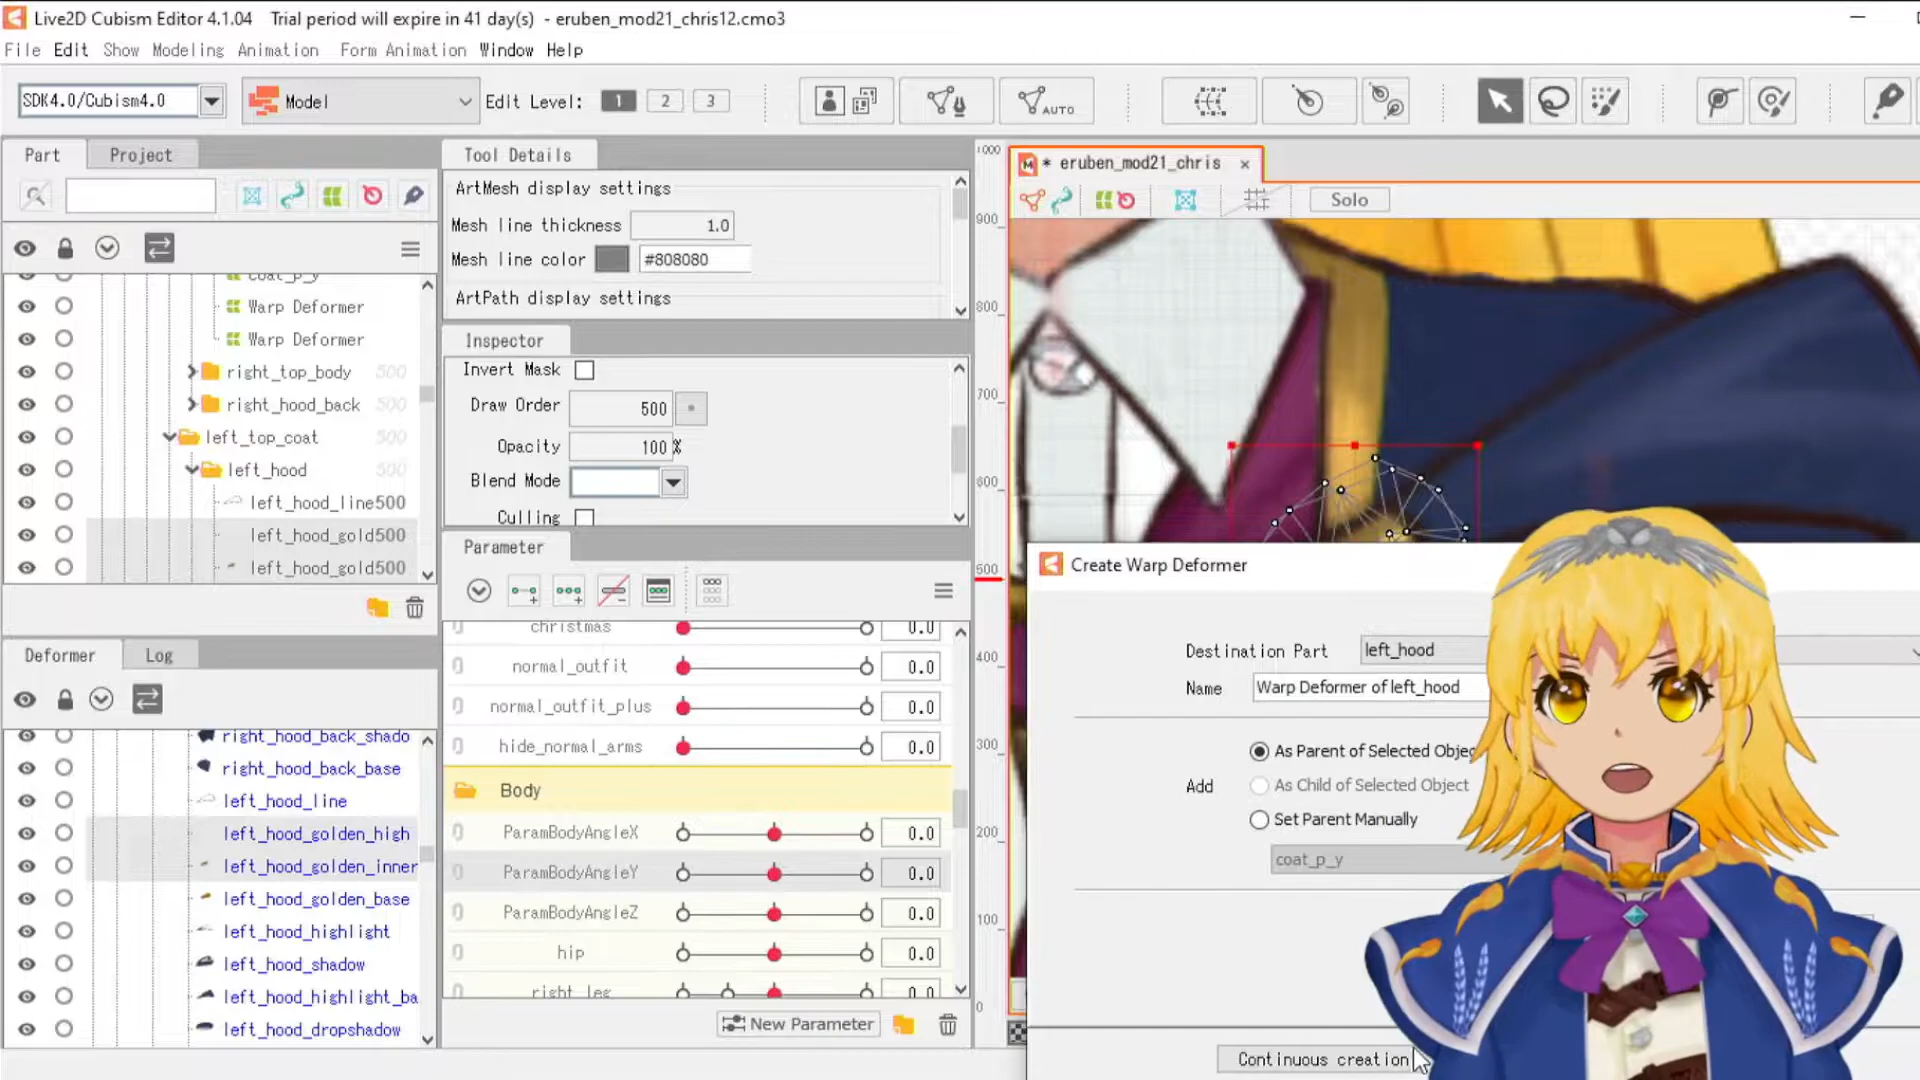 Live2D Cubism Editor 4.1.04 Trial period will expire in 41 day(s) - eruben_mod21_chris12.cmo3
File Edit Show Modeling Animation Form Animation Window Help
SDK4.0/Cubism4.0 Model Edit Level: 1 2 3 AUTO
Part Project
coat_p_y
Warp Deformer
Warp Deformer
right_top_body 500
right_hood_back 500
left_top_coat 500
left_hood 500
left_hood_line500
left_hood_gold500
left_hood_gold500
Deformer Log
right_hood_back_shado
right_hood_back_base
left_hood_line
left_hood_golden_high
left_hood_golden_inner
left_hood_golden_base
left_hood_highlight
left_hood_shadow
left_hood_highlight_ba
left_hood_dropshadow
Tool Details
ArtMesh display settings
Mesh line thickness 1.0
Mesh line color #808080
ArtPath display settings
Inspector
Invert Mask
Draw Order 500
Opacity 100 %
Blend Mode
Culling
Parameter
christmas 0.0
normal_outfit 0.0
normal_outfit_plus 0.0
hide_normal_arms 0.0
Body
ParamBodyAngleX 0.0
ParamBodyAngleY 0.0
ParamBodyAngleZ 0.0
hip 0.0
right_leg 0.0
New Parameter
1000
900
800
700
600
500
400
300
200
100
0
* eruben_mod21_chris ×
Solo
Create Warp Deformer
Destination Part left_hood
Name Warp Deformer of left_hood
Add
As Parent of Selected Objec
As Child of Selected Object
Set Parent Manually
coat_p_y
Continuous creation